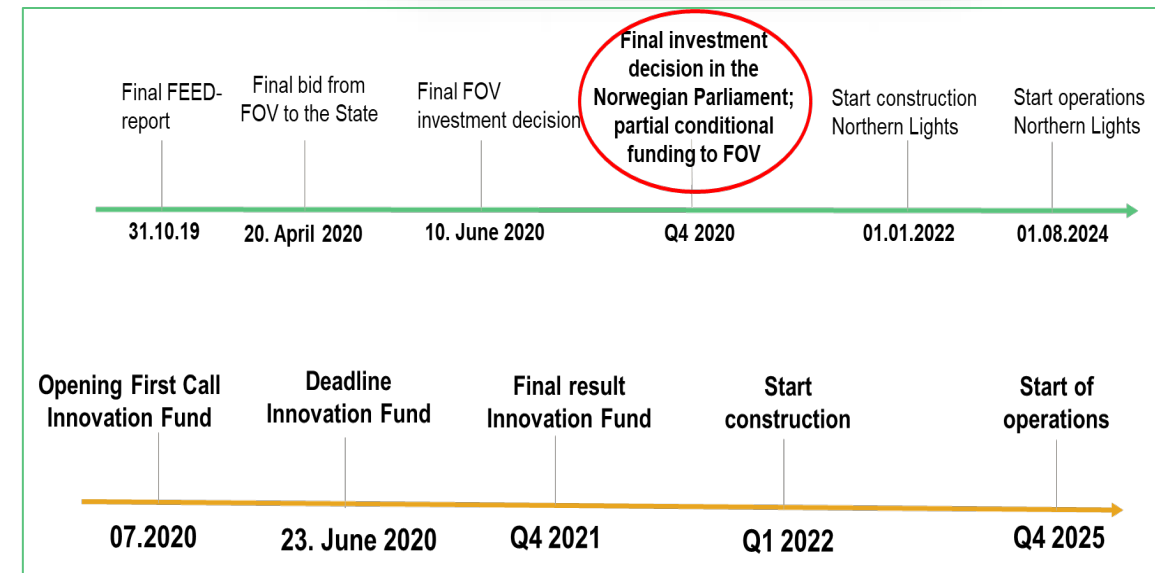 Final FEED-
report
Final bid from
FOV to the State
Final FOV
investment decision
Final investment
decision in the
Norwegian Parliament;
partial conditional
funding to FOV
Start construction
Northern Lights
Start operations
Northern Lights
31.10.19
20. April 2020
10. June 2020
Q4 2020
01.01.2022
01.08.2024
Opening First Call
Innovation Fund
Deadline
Innovation Fund
Final result
Innovation Fund
Start
construction
Start of
operations
07.2020
23. June 2020
Q4 2021
Q1 2022
Q4 2025